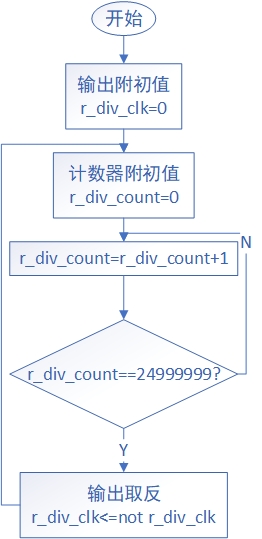 开始
输出附初值
r_div_clk=0
计数器附初值
r_div_count=0
N
r_div_count=r_div_count+1
r_div_count==24999999?
Y
输出取反
r_div_clk<=not r_div_clk